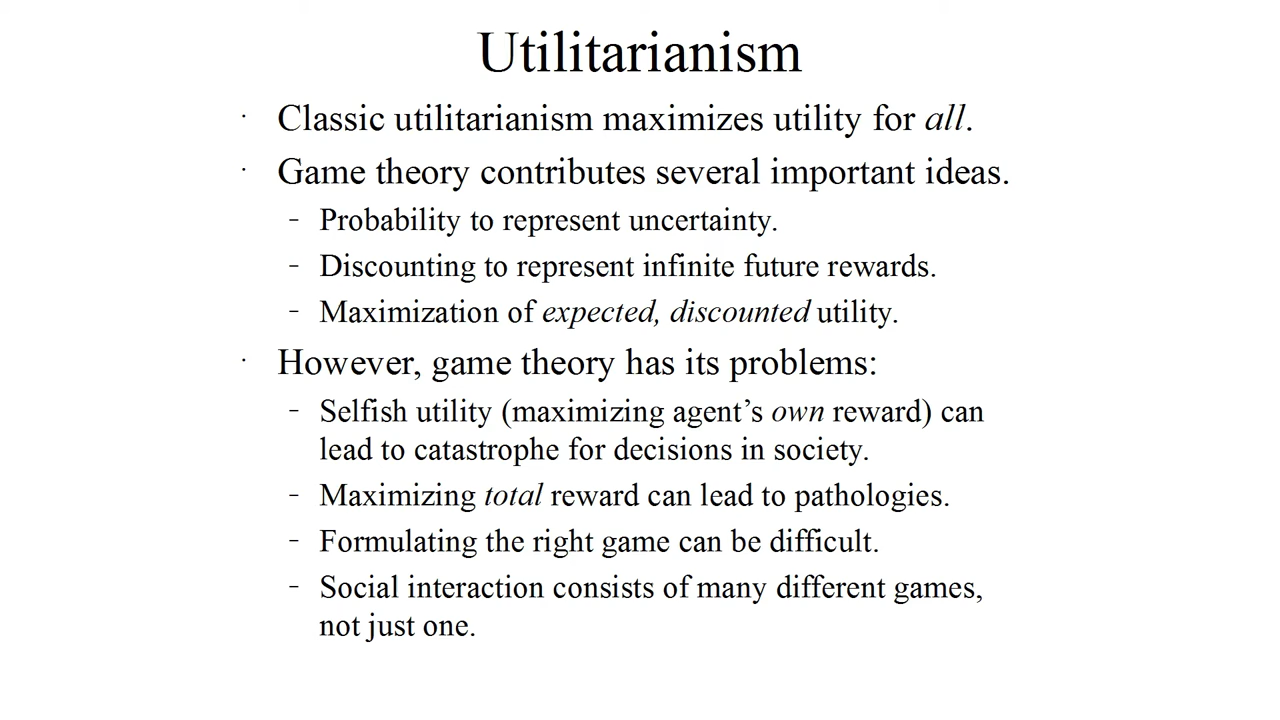 Utilitarianism
· Classic utilitarianism maximizes utility for all.
· Game theory contributes several important ideas.
– Probability to represent uncertainty.
– Discounting to represent infinite future rewards.
– Maximization of expected, discounted utility.
· However, game theory has its problems:
– Selfish utility (maximizing agent’s own reward) can
lead to catastrophe for decisions in society.
– Maximizing total reward can lead to pathologies.
– Formulating the right game can be difficult.
– Social interaction consists of many different games,
not just one.